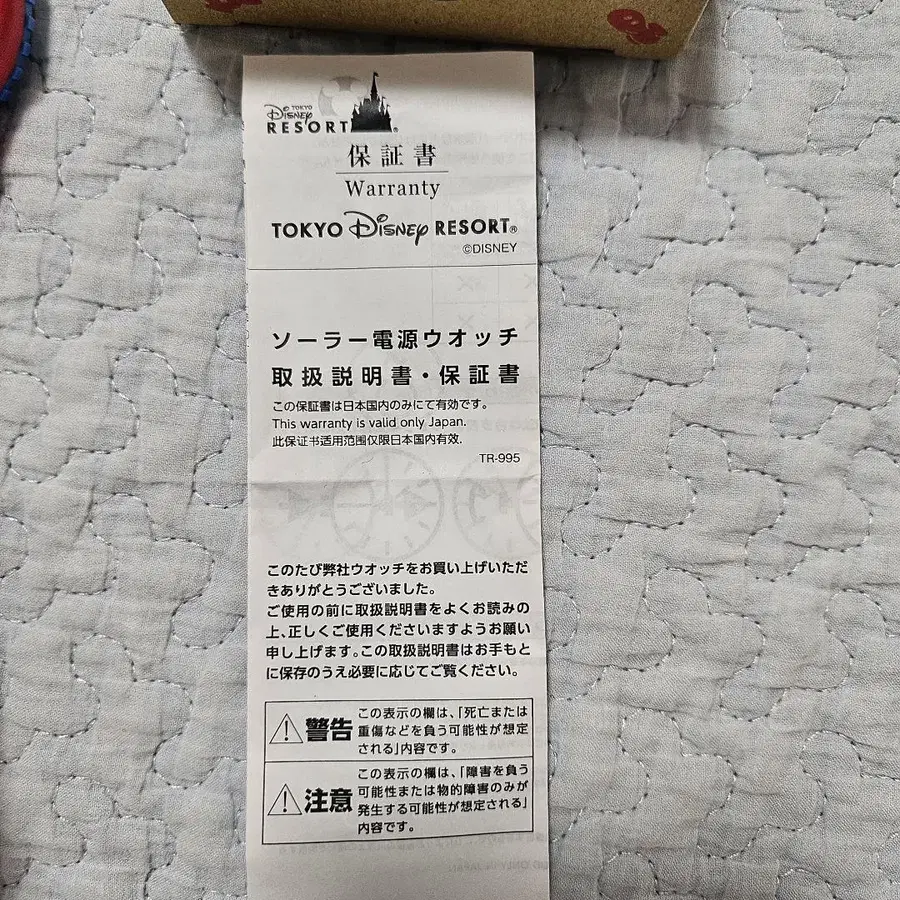 TOKYO
Disney
RESORT®
保証書
Warranty
TOKYO Disney RESORT®
©DISNEY
ソーラー電源ウオッチ
取扱説明書・保証書
この保証書は日本国内のみにて有効です。
This warranty is valid only Japan.
此保证书适用范围仅限日本国内有效.
TR-995
このたび弊社ウオッチをお買い上げいただ
きありがとうございました。
ご使用の前に取扱説明書をよくお読みの
上、正しくご使用くださいますようお願い
申し上げます。この取扱説明書はお手もと
に保存のうえ必要に応じてご覧ください。
警告
この表示の欄は、「死亡または
重傷などを負う可能性が想定
される」内容です。
注意
この表示の欄は、「障害を負う
可能性または物的障害のみが
発生する可能性が想定される」
内容です。